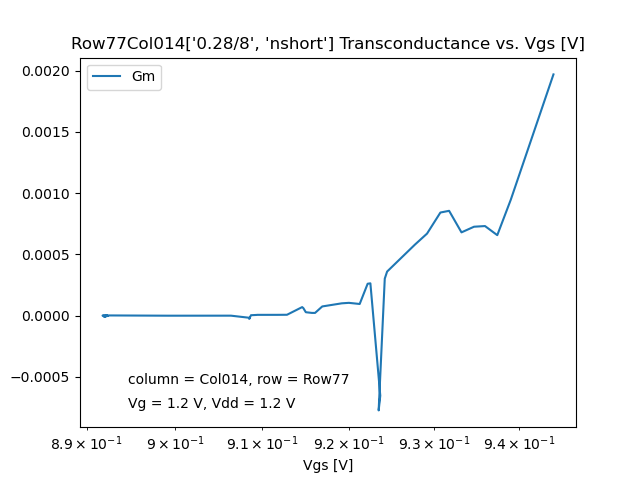 Row77Col014['0.28/8', 'nshort'] Transconductance vs. Vgs [V]
Gm
0.0020
0.0015
0.0010
0.0005
0.0000
−0.0005
column = Col014, row = Row77
Vg = 1.2 V, Vdd = 1.2 V
8.9 × 10⁻¹ 9 × 10⁻¹ 9.1 × 10⁻¹ 9.2 × 10⁻¹ 9.3 × 10⁻¹ 9.4 × 10⁻¹
Vgs [V]